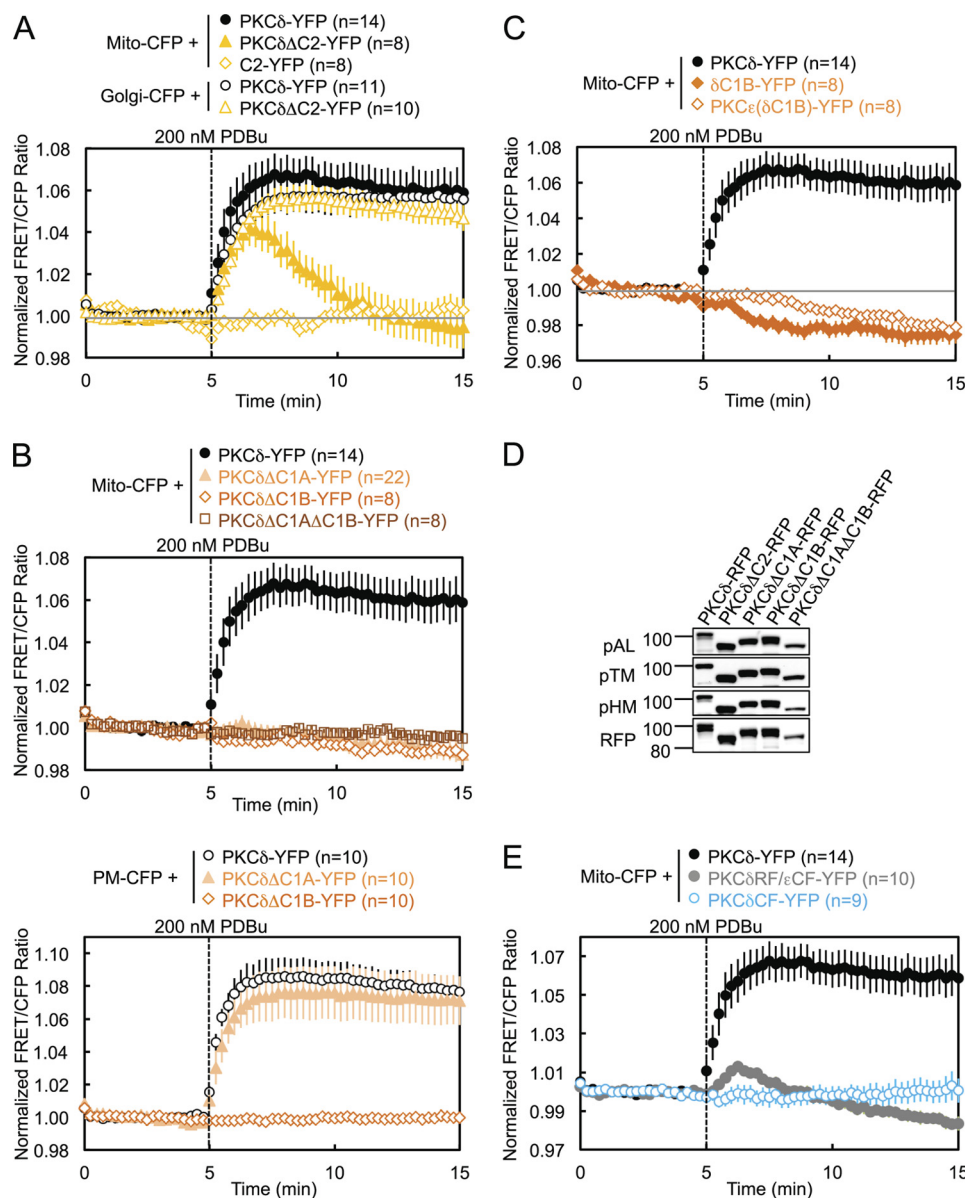 A
Mito-CFP +
PKCδ-YFP (n=14)
PKCδΔC2-YFP (n=8)
C2-YFP (n=8)
Golgi-CFP +
PKCδ-YFP (n=11)
PKCδΔC2-YFP (n=10)
200 nM PDBu
Normalized FRET/CFP Ratio
1.08
1.06
1.04
1.02
1.00
0.98
0
5
10
15
Time (min)
B
Mito-CFP +
PKCδ-YFP (n=14)
PKCδΔC1A-YFP (n=22)
PKCδΔC1B-YFP (n=8)
PKCδΔC1AΔC1B-YFP (n=8)
200 nM PDBu
Normalized FRET/CFP Ratio
1.08
1.06
1.04
1.02
1.00
0.98
0
5
10
15
Time (min)
PM-CFP +
PKCδ-YFP (n=10)
PKCδΔC1A-YFP (n=10)
PKCδΔC1B-YFP (n=10)
200 nM PDBu
Normalized FRET/CFP Ratio
1.10
1.08
1.06
1.04
1.02
1.00
0.98
0
5
10
15
Time (min)
C
Mito-CFP +
PKCδ-YFP (n=14)
δC1B-YFP (n=8)
PKCε(δC1B)-YFP (n=8)
200 nM PDBu
Normalized FRET/CFP Ratio
1.08
1.06
1.04
1.02
1.00
0.98
0.96
0
5
10
15
Time (min)
D
PKCδ-RFP
PKCδΔC2-RFP
PKCδΔC1A-RFP
PKCδΔC1B-RFP
PKCδΔC1AΔC1B-RFP
pAL 100
pTM 100
pHM 100
RFP 100
80
E
Mito-CFP +
PKCδ-YFP (n=14)
PKCδRF/εCF-YFP (n=10)
PKCδCF-YFP (n=9)
200 nM PDBu
Normalized FRET/CFP Ratio
1.07
1.05
1.03
1.01
0.99
0.97
0
5
10
15
Time (min)